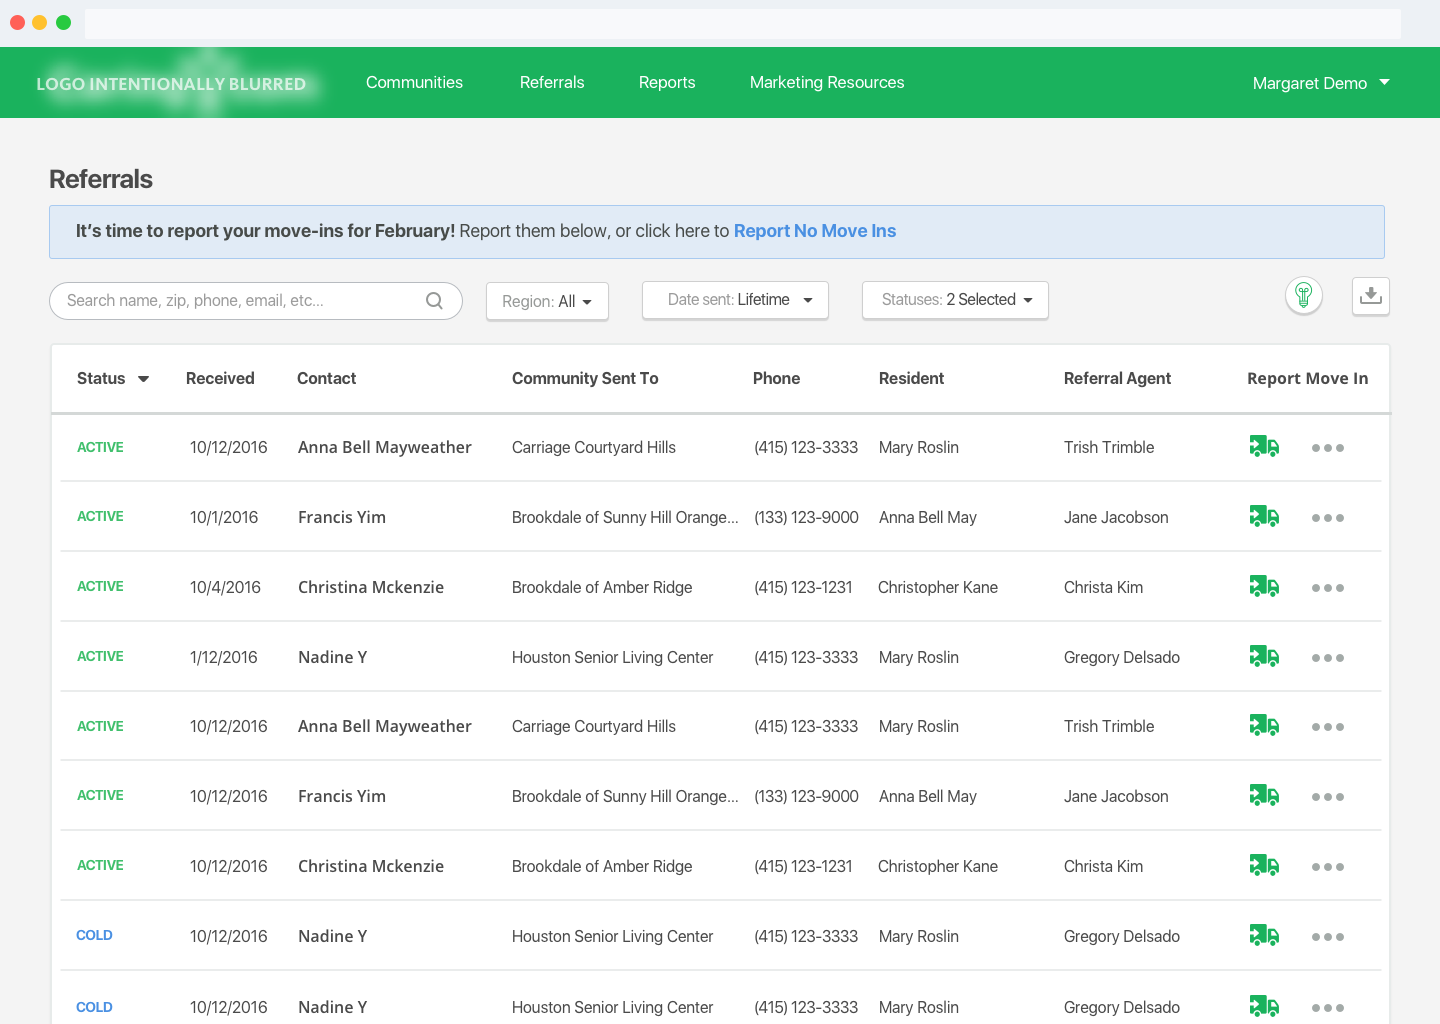 LOGO INTENTIONALLY BLURRED Communities Referrals Reports Marketing Resources Margaret Demo
Referrals
It's time to report your move-ins for February! Report them below, or click here to Report No Move Ins
Search name, zip, phone, email, etc... Region: All Date sent: Lifetime Statuses: 2 Selected
Status Received Contact Community Sent To Phone Resident Referral Agent Report Move In
ACTIVE 10/12/2016 Anna Bell Mayweather Carriage Courtyard Hills (415) 123-3333 Mary Roslin Trish Trimble
ACTIVE 10/1/2016 Francis Yim Brookdale of Sunny Hill Orange... (133) 123-9000 Anna Bell May Jane Jacobson
ACTIVE 10/4/2016 Christina Mckenzie Brookdale of Amber Ridge (415) 123-1231 Christopher Kane Christa Kim
ACTIVE 1/12/2016 Nadine Y Houston Senior Living Center (415) 123-3333 Mary Roslin Gregory Delsado
ACTIVE 10/12/2016 Anna Bell Mayweather Carriage Courtyard Hills (415) 123-3333 Mary Roslin Trish Trimble
ACTIVE 10/12/2016 Francis Yim Brookdale of Sunny Hill Orange... (133) 123-9000 Anna Bell May Jane Jacobson
ACTIVE 10/12/2016 Christina Mckenzie Brookdale of Amber Ridge (415) 123-1231 Christopher Kane Christa Kim
COLD 10/12/2016 Nadine Y Houston Senior Living Center (415) 123-3333 Mary Roslin Gregory Delsado
COLD 10/12/2016 Nadine Y Houston Senior Living Center (415) 123-3333 Mary Roslin Gregory Delsado